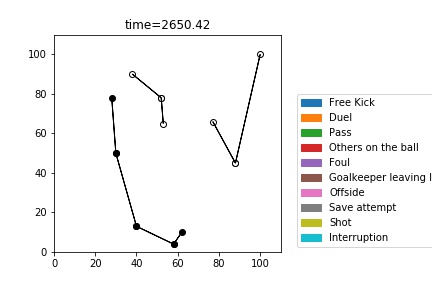 time=2650.42
100
80
60
40
20
0
0 20 40 60 80 100
Free Kick
Duel
Pass
Others on the ball
Foul
Goalkeeper leaving l
Offside
Save attempt
Shot
Interruption